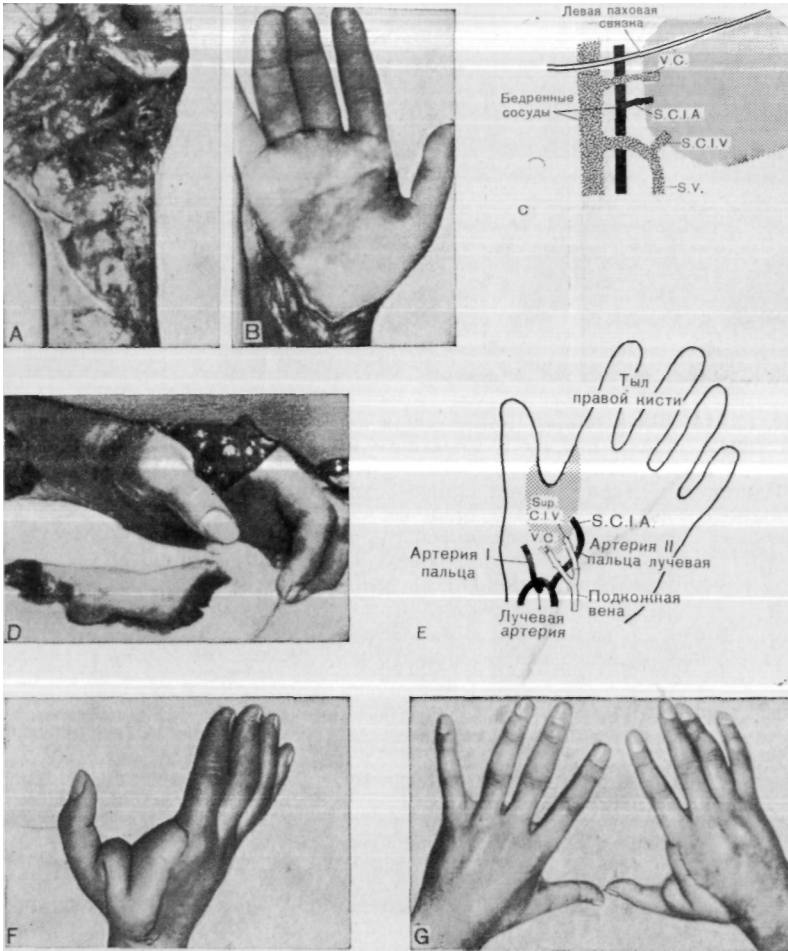 A
B
Левая паховая
связка
V.C.
Бедренные
сосуды
S.C.I.A
S.C.I.V
S.V.
C
D
Тыл
правой кисти
Sup.
C.I.V.
V.C.
S.C.I.A.
Артерия I
пальца
Артерия II
пальца лучевая
Подкожная
вена
Лучевая
артерия
E
F
G